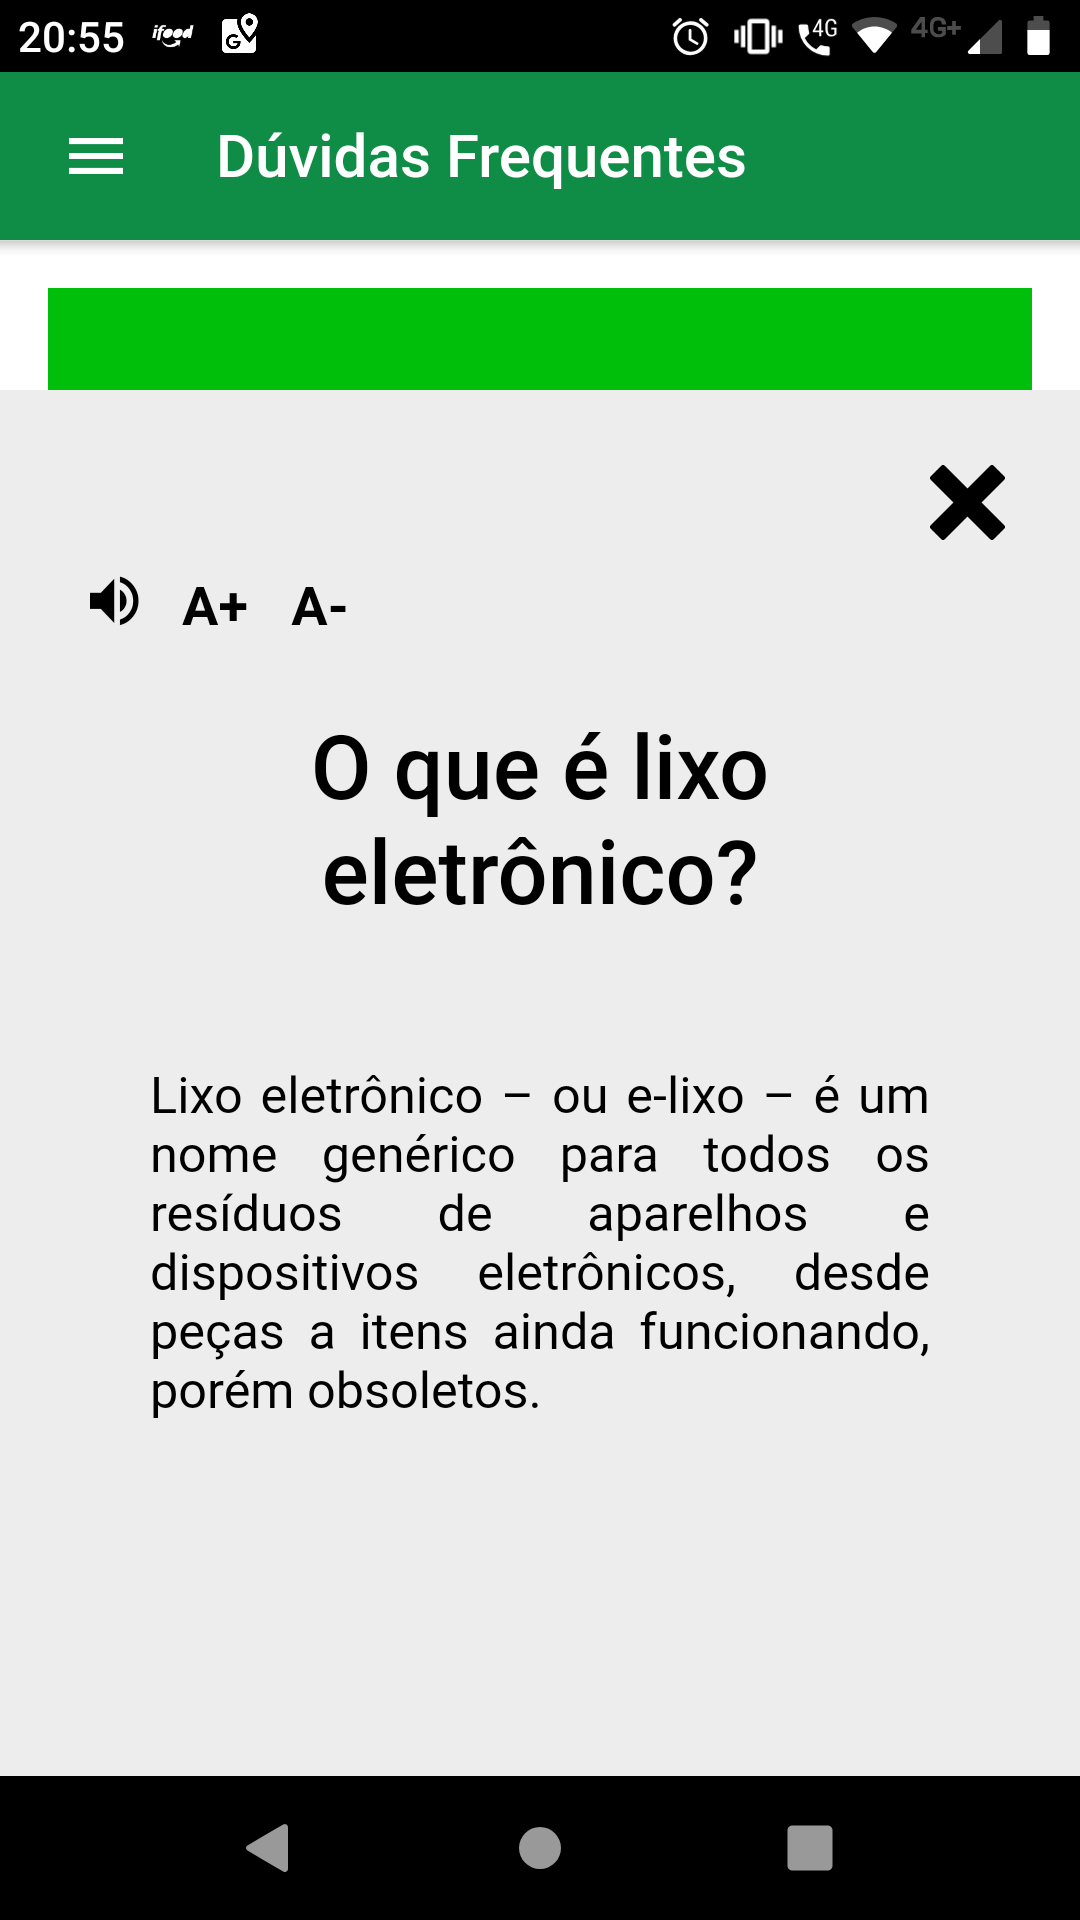 20:55 ifood G 4G 4G+
Dúvidas Frequentes
A+ A-
O que é lixo
eletrônico?
Lixo eletrônico – ou e-lixo – é um
nome genérico para todos os
resíduos de aparelhos e
dispositivos eletrônicos, desde
peças a itens ainda funcionando,
porém obsoletos.